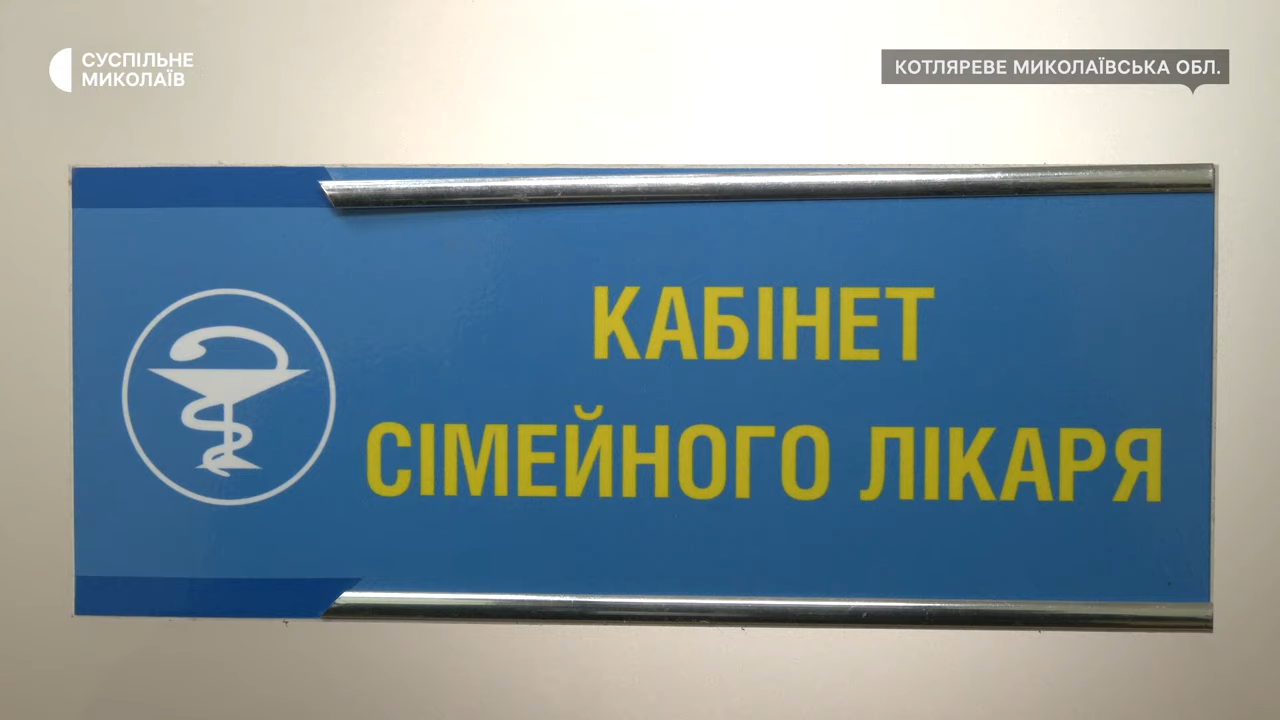 СУСПІЛЬНЕ
МИКОЛАЇВ
КОТЛЯРЕВЕ МИКОЛАЇВСЬКА ОБЛ.
КАБІНЕТ
СІМЕЙНОГО ЛІКАРЯ